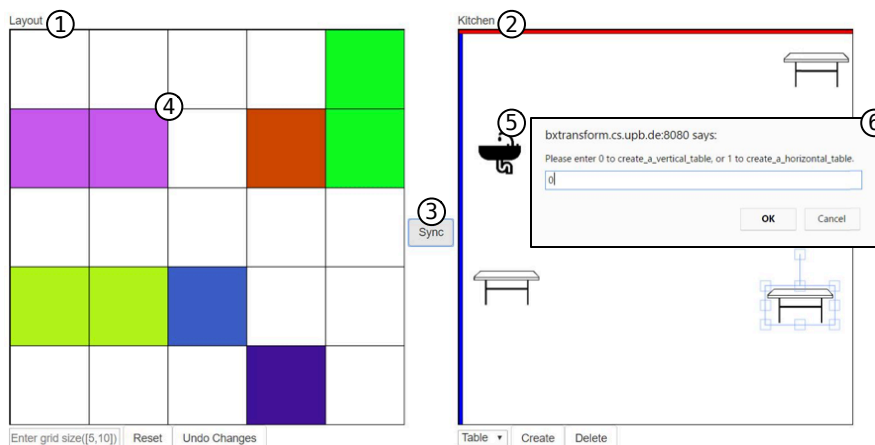 Layout 1
Kitchen 2
4
5
6
bxtransform.cs.upb.de:8080 says:
Please enter 0 to create_a_vertical_table, or 1 to create_a_horizontal_table.
0
OK Cancel
3
Sync
Enter grid size([5,10]) Reset Undo Changes
Table Create Delete